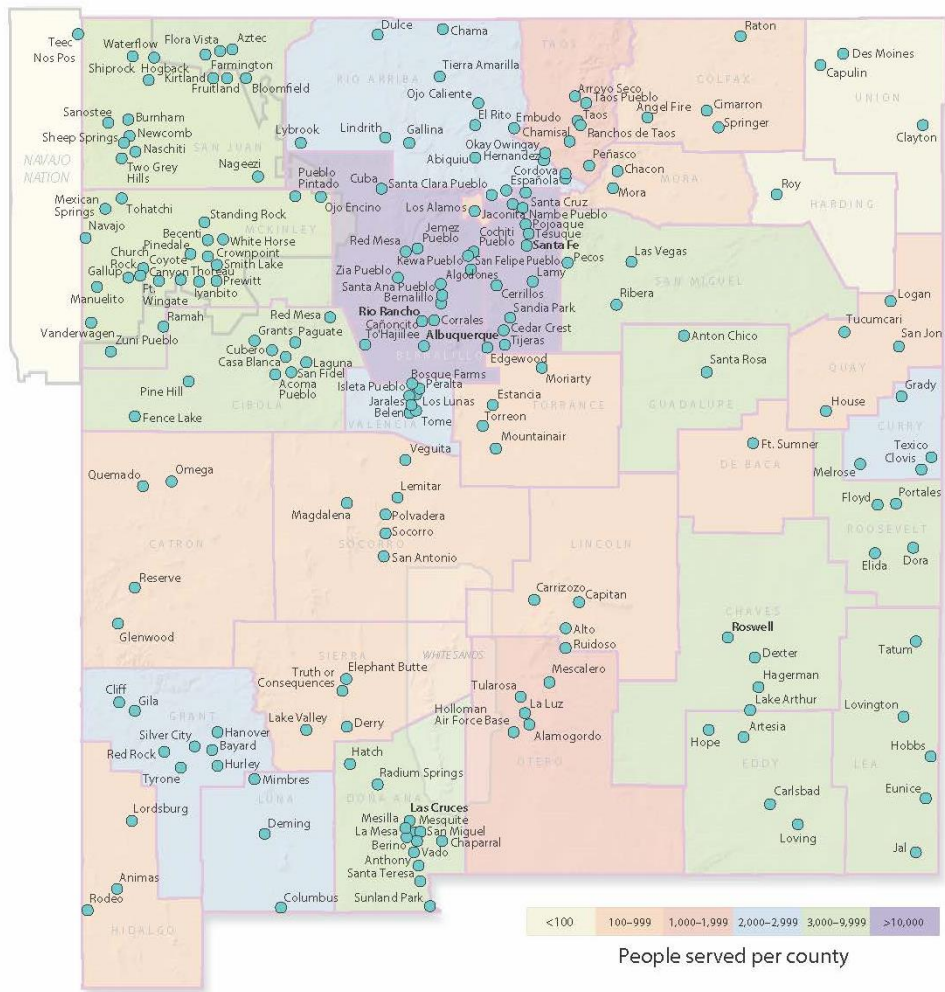 Dulce
Chama
Raton
Teec
Nos Pos
Waterflow
Flora Vista
Aztec
TAOS
Des Moines
Shiprock
Hogback
Kirtland
Farmington
Fruitland
Bloomfield
RIO ARRIBA
Tierra Amarilla
COLFAX
Capulin
UNION
Ojo Caliente
Arroyo Seco
Taos Pueblo
Angel Fire
Cimarron
Sanostee
Burnham
El Rito
Embudo
Taos
Springer
Clayton
Sheep Springs
Newcomb
SAN JUAN
Lybrook
Lindrith
Gallina
Chamisal
Ranchos de Taos
Naschiti
Okay Owingay
NAVAJO
NATION
Two Grey
Hills
Nageezi
Abiquiu
Hernandez
Cordova
Peñasco
Chacon
Pueblo
Pintado
Cuba
Santa Clara Pueblo
Española
MORA
Mora
Roy
HARDING
Mexican
Springs
Tohatchi
Ojo Encino
Los Alamos
Santa Cruz
Jaconita
Nambe Pueblo
Navajo
Standing Rock
MCKINLEY
Jemez
Pueblo
Cochiti
Pueblo
Pojoaque
Tesuque
Becenti
White Horse
Red Mesa
Santa Fe
Las Vegas
Church
Rock
Pinedale
Crownpoint
Kewa Pueblo
San Felipe Pueblo
Pecos
Coyote
Canyon
Smith Lake
Zia Pueblo
Algodones
Lamy
SAN MIGUEL
Gallup
Thoreau
Prewitt
Santa Ana Pueblo
Cerrillos
Manuelito
Ft.
Wingate
Iyanbito
Bernalillo
Sandia Park
Ribera
Logan
Ramah
Red Mesa
Rio Rancho
Corrales
Tucumcari
Vanderwagen
Grants
Paguate
Cañoncito
Cedar Crest
Anton Chico
San Jon
Zuni Pueblo
Cubero
To'Hajiilee
Albuquerque
Tijeras
BERNALILLO
Casa Blanca
Laguna
Edgewood
Santa Rosa
QUAY
San Fidel
Bosque Farms
Moriarty
Pine Hill
Acoma
Pueblo
Isleta Pueblo
Peralta
Estancia
GUADALUPE
Grady
CIBOLA
Jarales
Los Lunas
TORRANCE
House
Fence Lake
Belen
Tome
Torreon
CURRY
VALENCIA
Mountainair
Ft. Sumner
Texico
Veguita
DE BACA
Melrose
Clovis
Quemado
Omega
Lemitar
Floyd
Portales
Magdalena
Polvadera
ROOSEVELT
CATRON
SOCORRO
Socorro
LINCOLN
San Antonio
Elida
Dora
Reserve
Carrizozo
Capitan
CHAVES
Glenwood
Alto
Roswell
Ruidoso
Tatum
SIERRA
WHITE SANDS
Dexter
Truth or
Consequences
Elephant Butte
Mescalero
Hagerman
Cliff
Tularosa
Lake Arthur
Gila
Holloman
Air Force Base
La Luz
Lovington
GRANT
Lake Valley
Derry
Silver City
Hanover
Alamogordo
Hope
Artesia
Red Rock
Bayard
Hatch
OTERO
EDDY
LEA
Hobbs
Tyrone
Hurley
Mimbres
Radium Springs
LUNA
DONA ANA
Lordsburg
Las Cruces
Carlsbad
Eunice
Mesilla
Mesquite
Deming
La Mesa
San Miguel
Loving
Berino
Chaparral
Vado
Jal
Anthony
Animas
Santa Teresa
Rodeo
Columbus
Sunland Park
HIDALGO
<100
100–999
1,000–1,999
2,000–2,999
3,000–9,999
>10,000
People served per county